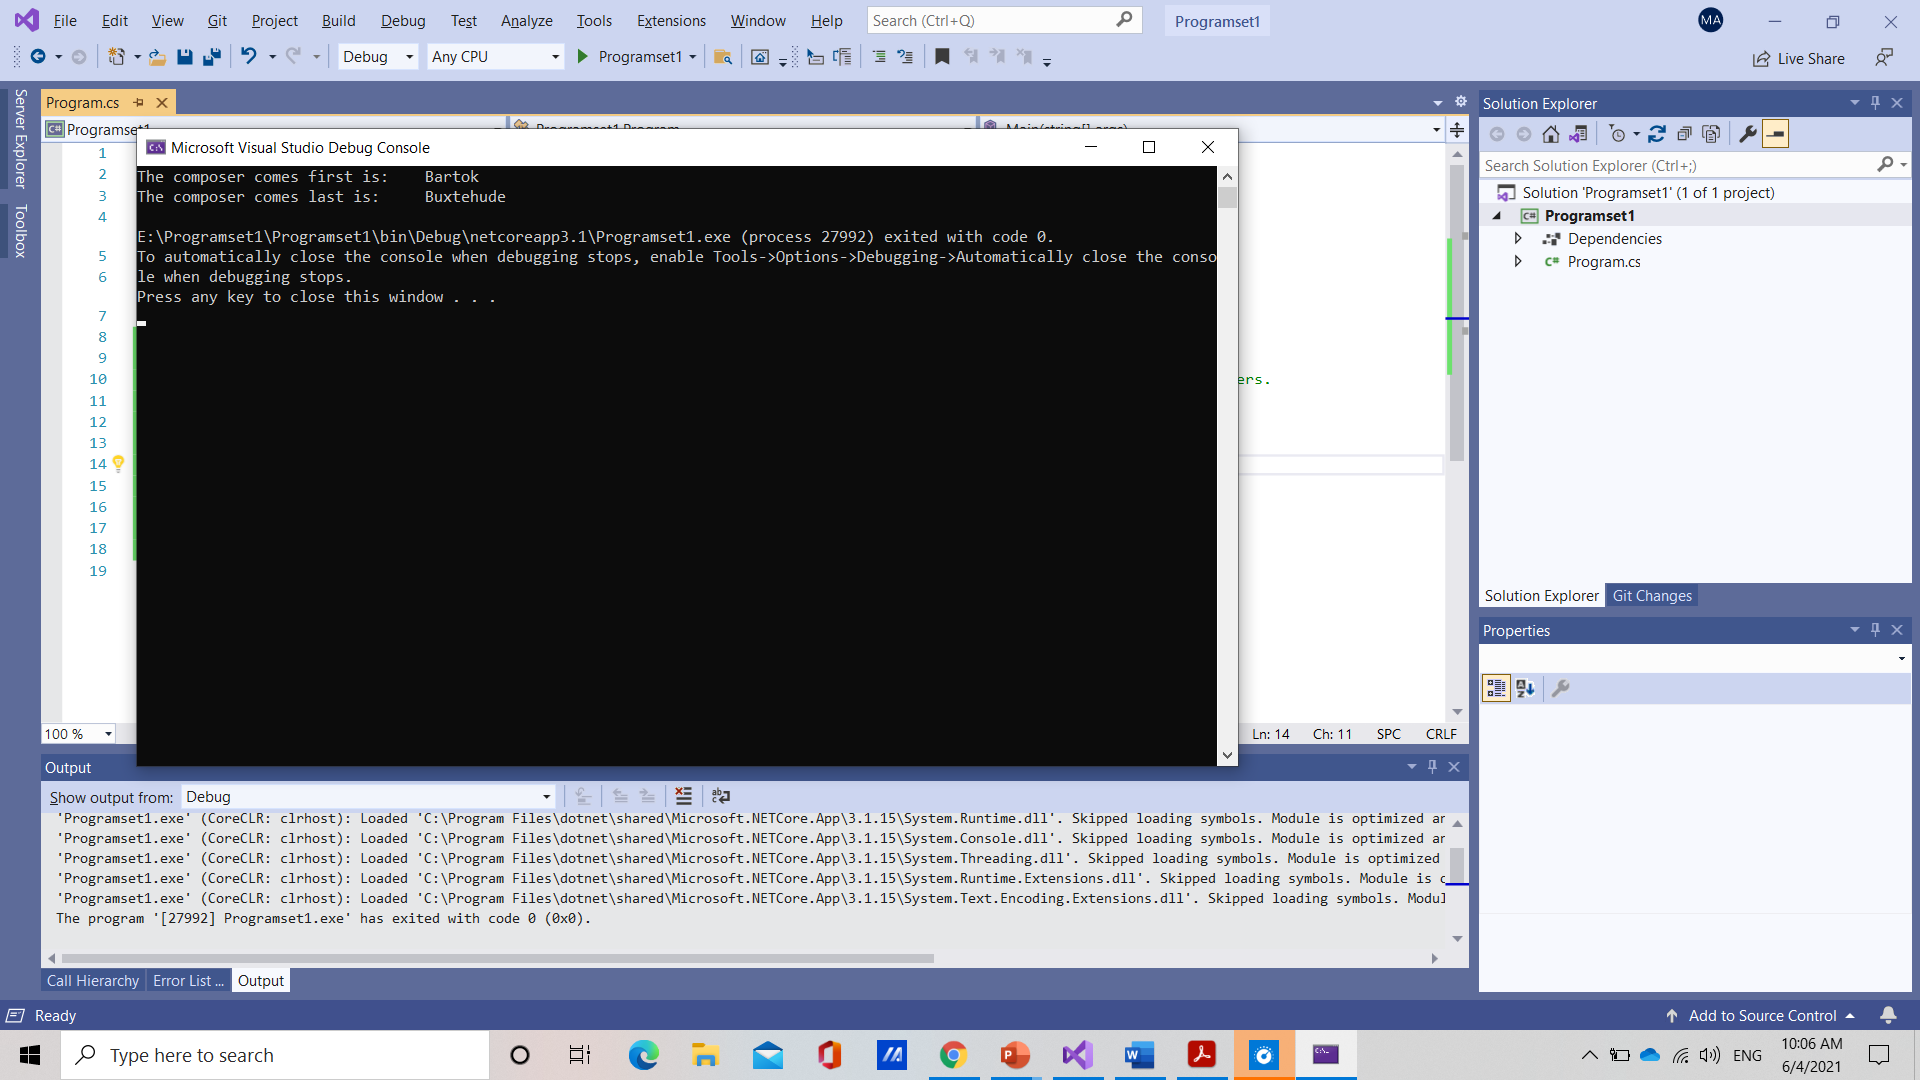 File Edit View Git Project Build Debug Test Analyze Tools Extensions Window Help Search (Ctrl+Q) Programset1 MA
Debug Any CPU Programset1 Live Share
Server Explorer
Toolbox
Program.cs
Programset1
Microsoft Visual Studio Debug Console
The composer comes first is: Bartok
The composer comes last is: Buxtehude
E:\Programset1\Programset1\bin\Debug\netcoreapp3.1\Programset1.exe (process 27992) exited with code 0.
To automatically close the console when debugging stops, enable Tools->Options->Debugging->Automatically close the conso
le when debugging stops.
Press any key to close this window . . .
1
2
3
4
5
6
7
8
9
10
11
12
13
14
15
16
17
18
19
ers.
100 %
Ln: 14 Ch: 11 SPC CRLF
Solution Explorer
Search Solution Explorer (Ctrl+;)
Solution 'Programset1' (1 of 1 project)
C# Programset1
Dependencies
C# Program.cs
Solution Explorer Git Changes
Properties
Output
Show output from: Debug
'Programset1.exe' (CoreCLR: clrhost): Loaded 'C:\Program Files\dotnet\shared\Microsoft.NETCore.App\3.1.15\System.Runtime.dll'. Skipped loading symbols. Module is optimized an
'Programset1.exe' (CoreCLR: clrhost): Loaded 'C:\Program Files\dotnet\shared\Microsoft.NETCore.App\3.1.15\System.Console.dll'. Skipped loading symbols. Module is optimized an
'Programset1.exe' (CoreCLR: clrhost): Loaded 'C:\Program Files\dotnet\shared\Microsoft.NETCore.App\3.1.15\System.Threading.dll'. Skipped loading symbols. Module is optimized
'Programset1.exe' (CoreCLR: clrhost): Loaded 'C:\Program Files\dotnet\shared\Microsoft.NETCore.App\3.1.15\System.Runtime.Extensions.dll'. Skipped loading symbols. Module is o
'Programset1.exe' (CoreCLR: clrhost): Loaded 'C:\Program Files\dotnet\shared\Microsoft.NETCore.App\3.1.15\System.Text.Encoding.Extensions.dll'. Skipped loading symbols. Modul
The program '[27992] Programset1.exe' has exited with code 0 (0x0).
Call Hierarchy Error List ... Output
Ready Add to Source Control
Type here to search ENG
10:06 AM
6/4/2021